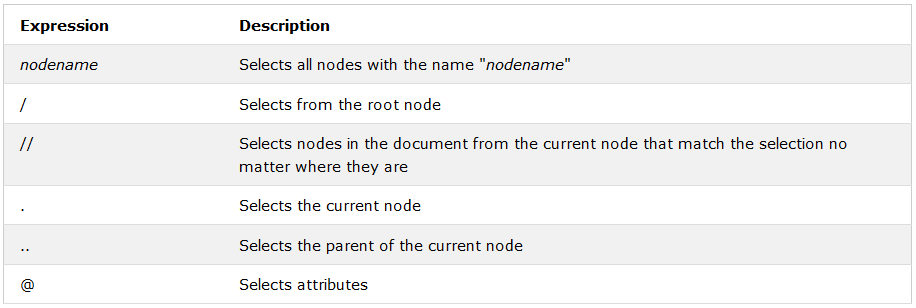 Expression Description
nodename Selects all nodes with the name "nodename"
/ Selects from the root node
// Selects nodes in the document from the current node that match the selection no
matter where they are
. Selects the current node
.. Selects the parent of the current node
@ Selects attributes